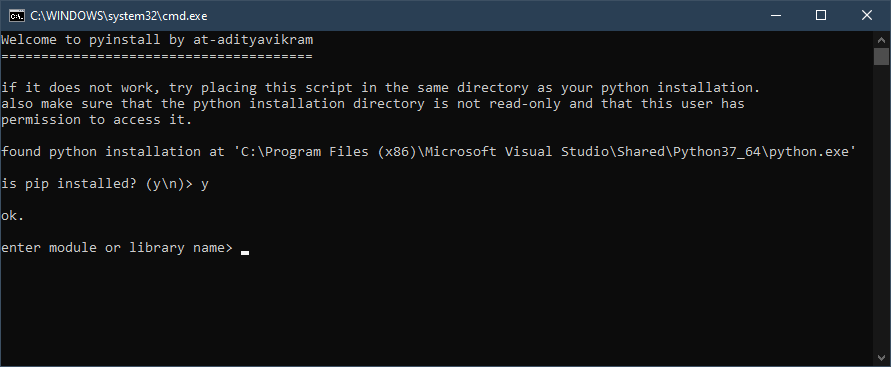 C:\WINDOWS\system32\cmd.exe
Welcome to pyinstall by at-adityavikram
=======================================
if it does not work, try placing this script in the same directory as your python installation.
also make sure that the python installation directory is not read-only and that this user has
permission to access it.
found python installation at 'C:\Program Files (x86)\Microsoft Visual Studio\Shared\Python37_64\python.exe'
is pip installed? (y\n)> y
ok.
enter module or library name>